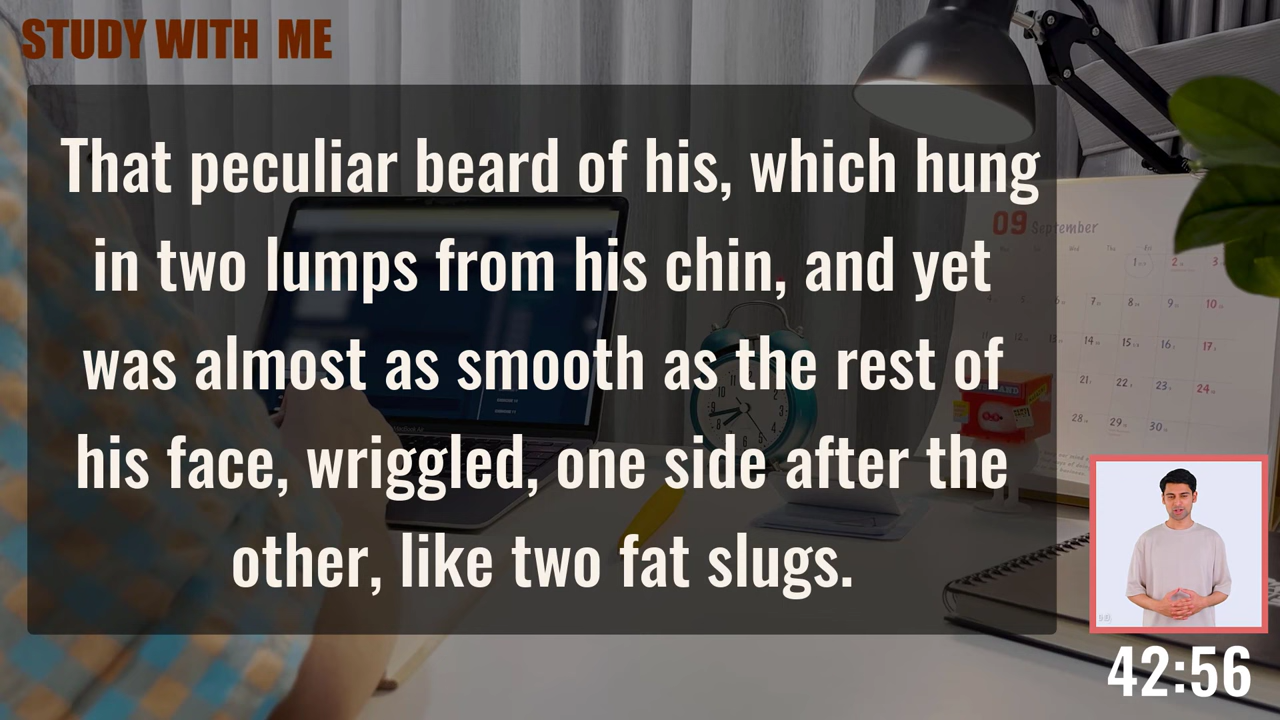 STUDY WITH ME
That peculiar beard of his, which hung
in two lumps from his chin, and yet
was almost as smooth as the rest of
his face, wriggled, one side after the
other, like two fat slugs.
09 September
42:56